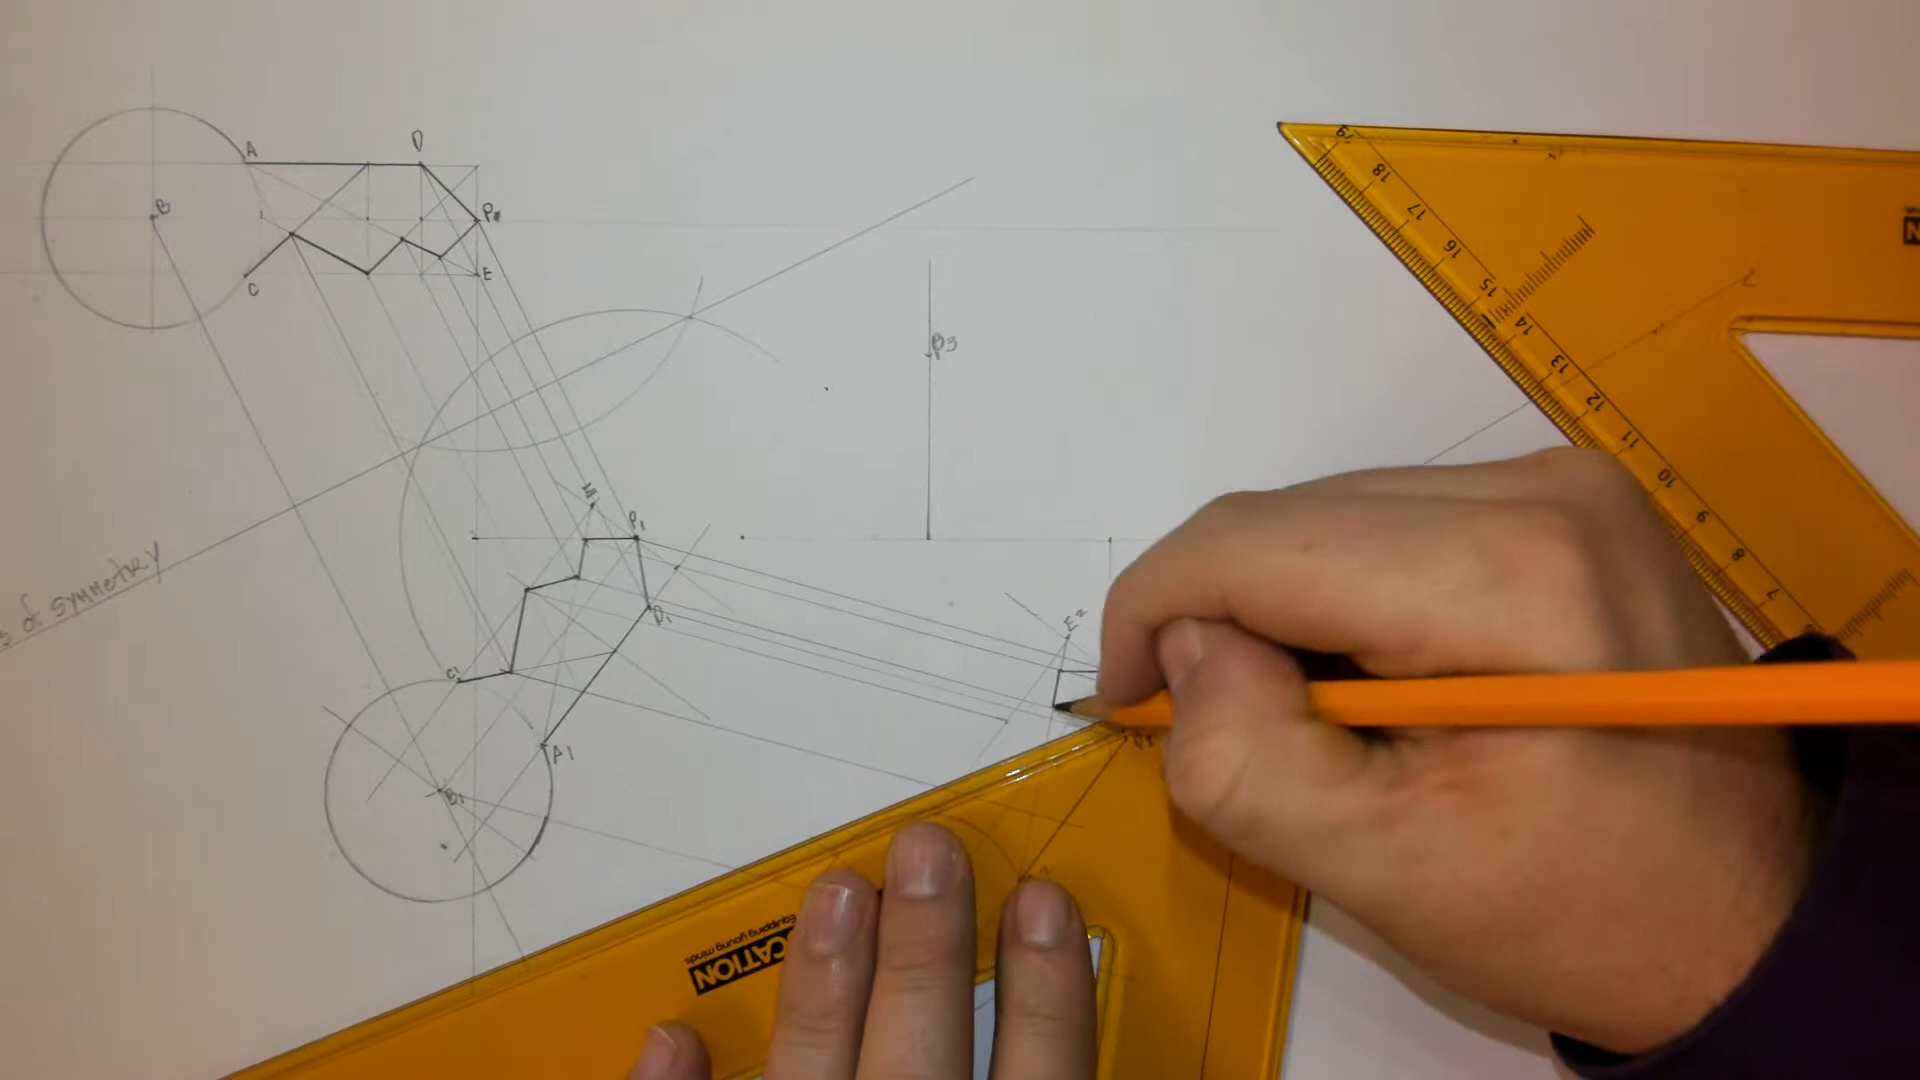 A
D
B
P
C
E
P3
s of symmetry
M
P1
D1
C1
A1
B1
E2
19
18
17
16
15
14
13
12
11
10
9
8
7
CATION
Equipping young minds
N